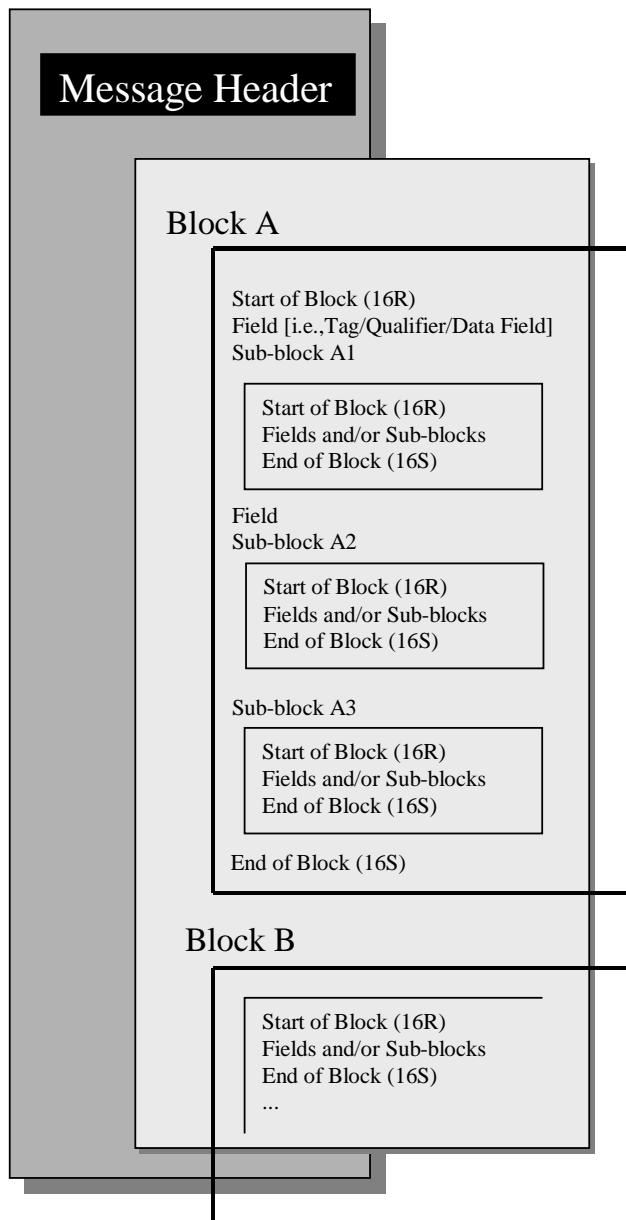 Message Header
Block A
Start of Block (16R)
Field [i.e.,Tag/Qualifier/Data Field]
Sub-block A1
Start of Block (16R)
Fields and/or Sub-blocks
End of Block (16S)
Field
Sub-block A2
Start of Block (16R)
Fields and/or Sub-blocks
End of Block (16S)
Sub-block A3
Start of Block (16R)
Fields and/or Sub-blocks
End of Block (16S)
End of Block (16S)
Block B
Start of Block (16R)
Fields and/or Sub-blocks
End of Block (16S)
...